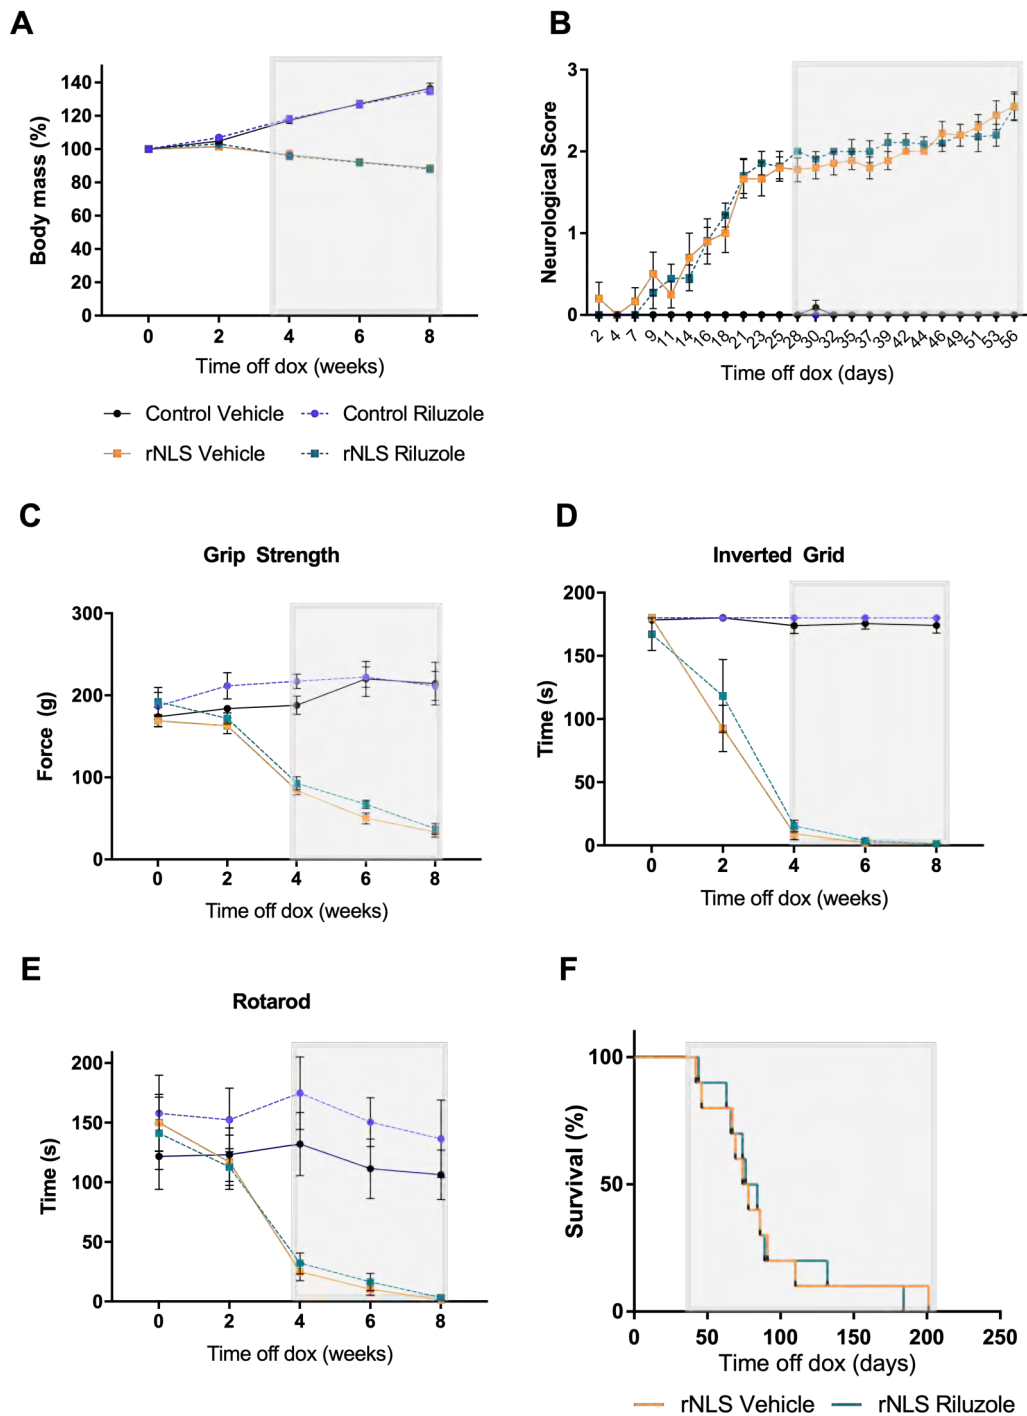 A
Body mass (%)
140
120
100
80
60
40
20
0
0 2 4 6 8
Time off dox (weeks)
Control Vehicle
Control Riluzole
rNLS Vehicle
rNLS Riluzole
B
Neurological Score
3
2
1
0
2 4 7 9 11 14 16 18 21 23 25 28 30 32 35 37 39 42 44 46 49 51 53 56
Time off dox (days)
C
Grip Strength
Force (g)
300
200
100
0
0 2 4 6 8
Time off dox (weeks)
D
Inverted Grid
Time (s)
200
150
100
50
0
0 2 4 6 8
Time off dox (weeks)
E
Rotarod
Time (s)
200
150
100
50
0
0 2 4 6 8
Time off dox (weeks)
F
Survival (%)
100
50
0
0 50 100 150 200 250
Time off dox (days)
rNLS Vehicle
rNLS Riluzole